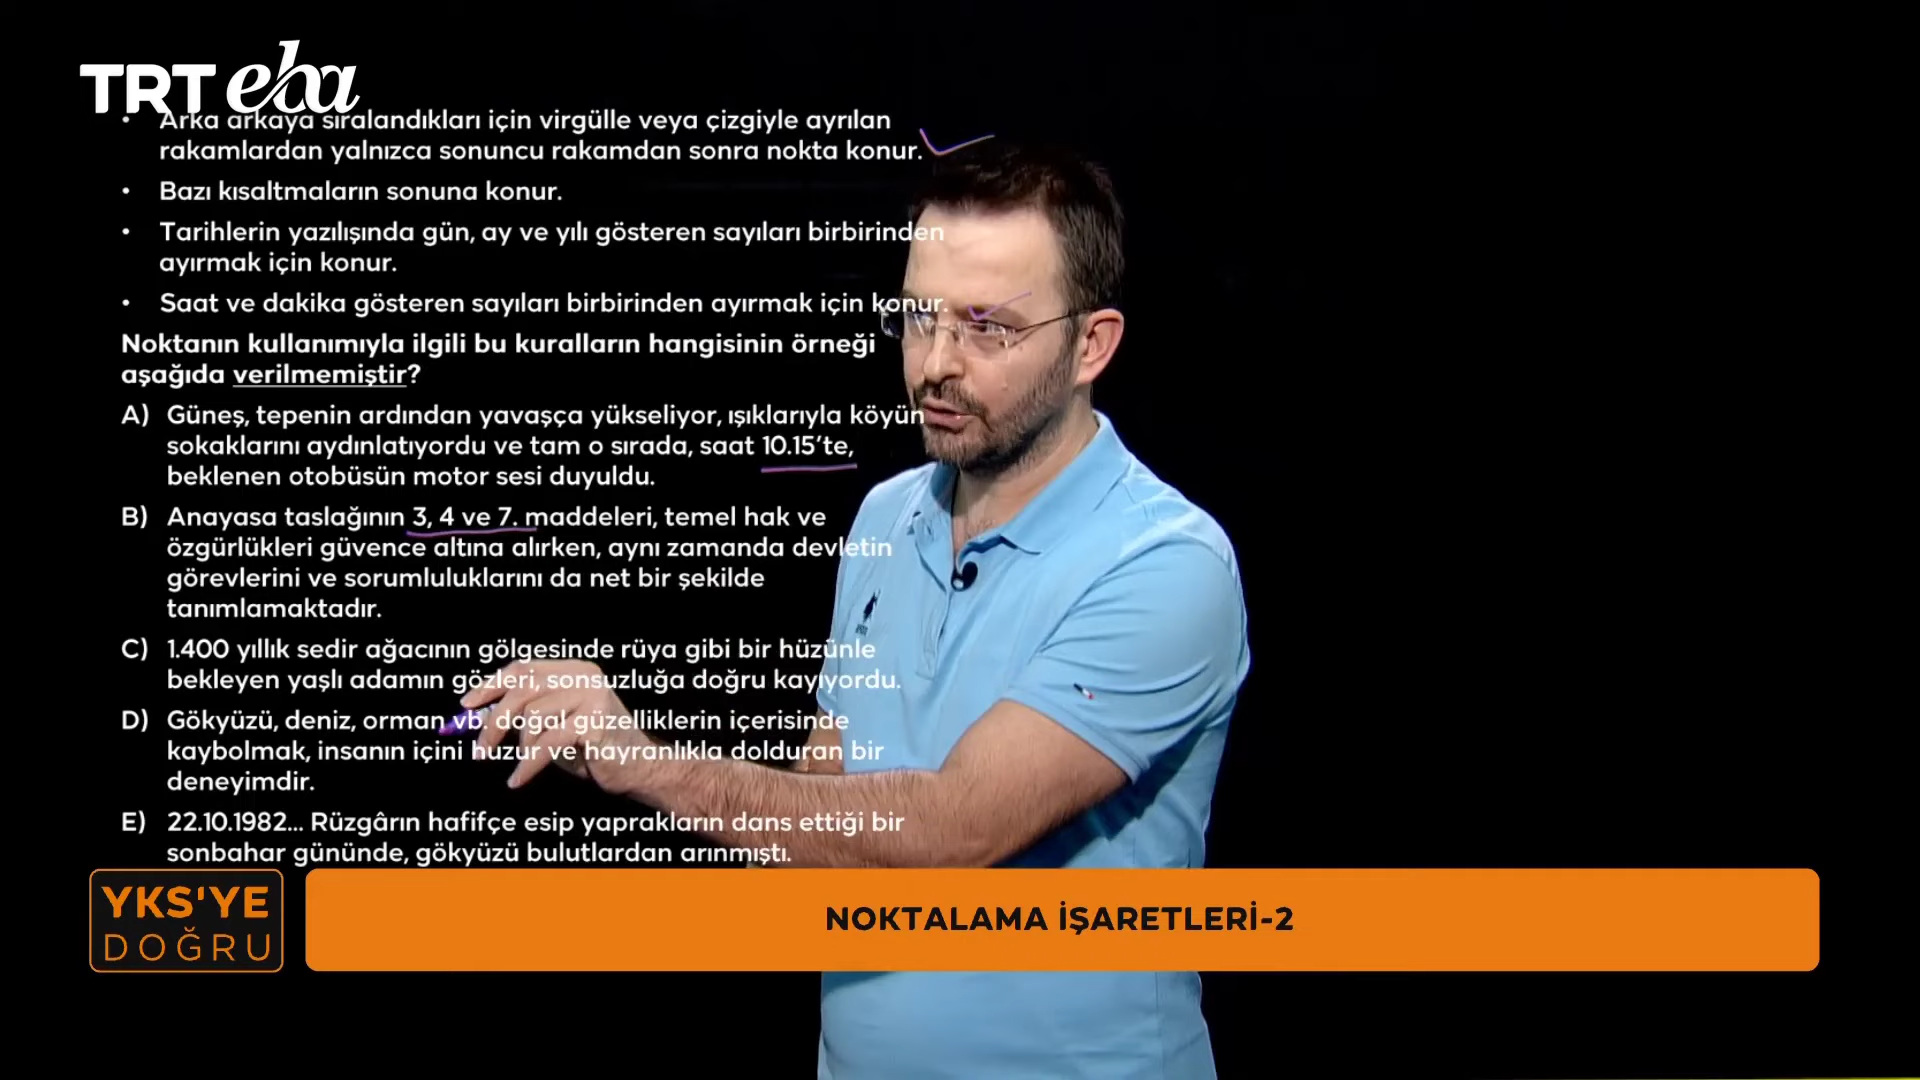 TRT eba
• Arka arkaya sıralandıkları için virgülle veya çizgiyle ayrılan
rakamlardan yalnızca sonuncu rakamdan sonra nokta konur.
• Bazı kısaltmaların sonuna konur.
• Tarihlerin yazılışında gün, ay ve yılı gösteren sayıları birbirinden
ayırmak için konur.
• Saat ve dakika gösteren sayıları birbirinden ayırmak için konur.
Noktanın kullanımıyla ilgili bu kuralların hangisinin örneği
aşağıda verilmemiştir?
A) Güneş, tepenin ardından yavaşça yükseliyor, ışıklarıyla köyün
sokaklarını aydınlatıyordu ve tam o sırada, saat 10.15’te,
beklenen otobüsün motor sesi duyuldu.
B) Anayasa taslağının 3, 4 ve 7. maddeleri, temel hak ve
özgürlükleri güvence altına alırken, aynı zamanda devletin
görevlerini ve sorumluluklarını da net bir şekilde
tanımlamaktadır.
C) 1.400 yıllık sedir ağacının gölgesinde rüya gibi bir hüzünle
bekleyen yaşlı adamın gözleri, sonsuzluğa doğru kayıyordu.
D) Gökyüzü, deniz, orman vb. doğal güzelliklerin içerisinde
kaybolmak, insanın içini huzur ve hayranlıkla dolduran bir
deneyimdir.
E) 22.10.1982... Rüzgârın hafifçe esip yaprakların dans ettiği bir
sonbahar gününde, gökyüzü bulutlardan arınmıştı.
YKS'YE
DOĞRU
NOKTALAMA İŞARETLERİ-2